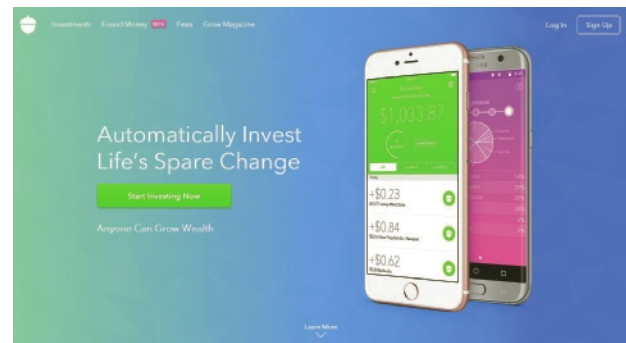 Investments Found Money BETA Fees Grow Magazine
Log In Sign Up
Automatically Invest
Life's Spare Change
Start Investing Now
Anyone Can Grow Wealth
$1,033.87
+$0.23
+$0.84
+$0.62
Learn More